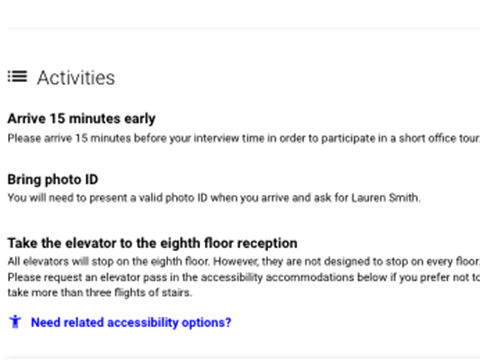 Activities
Arrive 15 minutes early
Please arrive 15 minutes before your interview time in order to participate in a short office tour.
Bring photo ID
You will need to present a valid photo ID when you arrive and ask for Lauren Smith.
Take the elevator to the eighth floor reception
All elevators will stop on the eighth floor. However, they are not designed to stop on every floor.
Please request an elevator pass in the accessibility accommodations below if you prefer not to
take more than three flights of stairs.
Need related accessibility options?